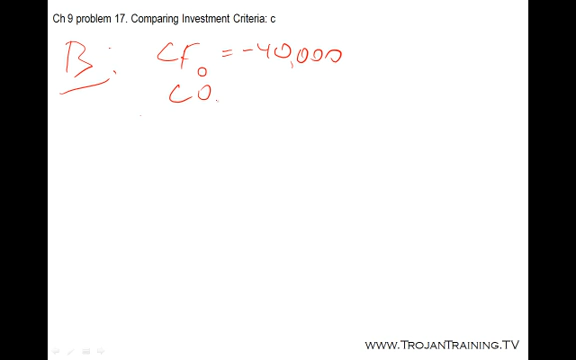 Ch 9 problem 17. Comparing Investment Criteria: c
B: CF0 = -40,000
C0
www.TrojanTraining.TV